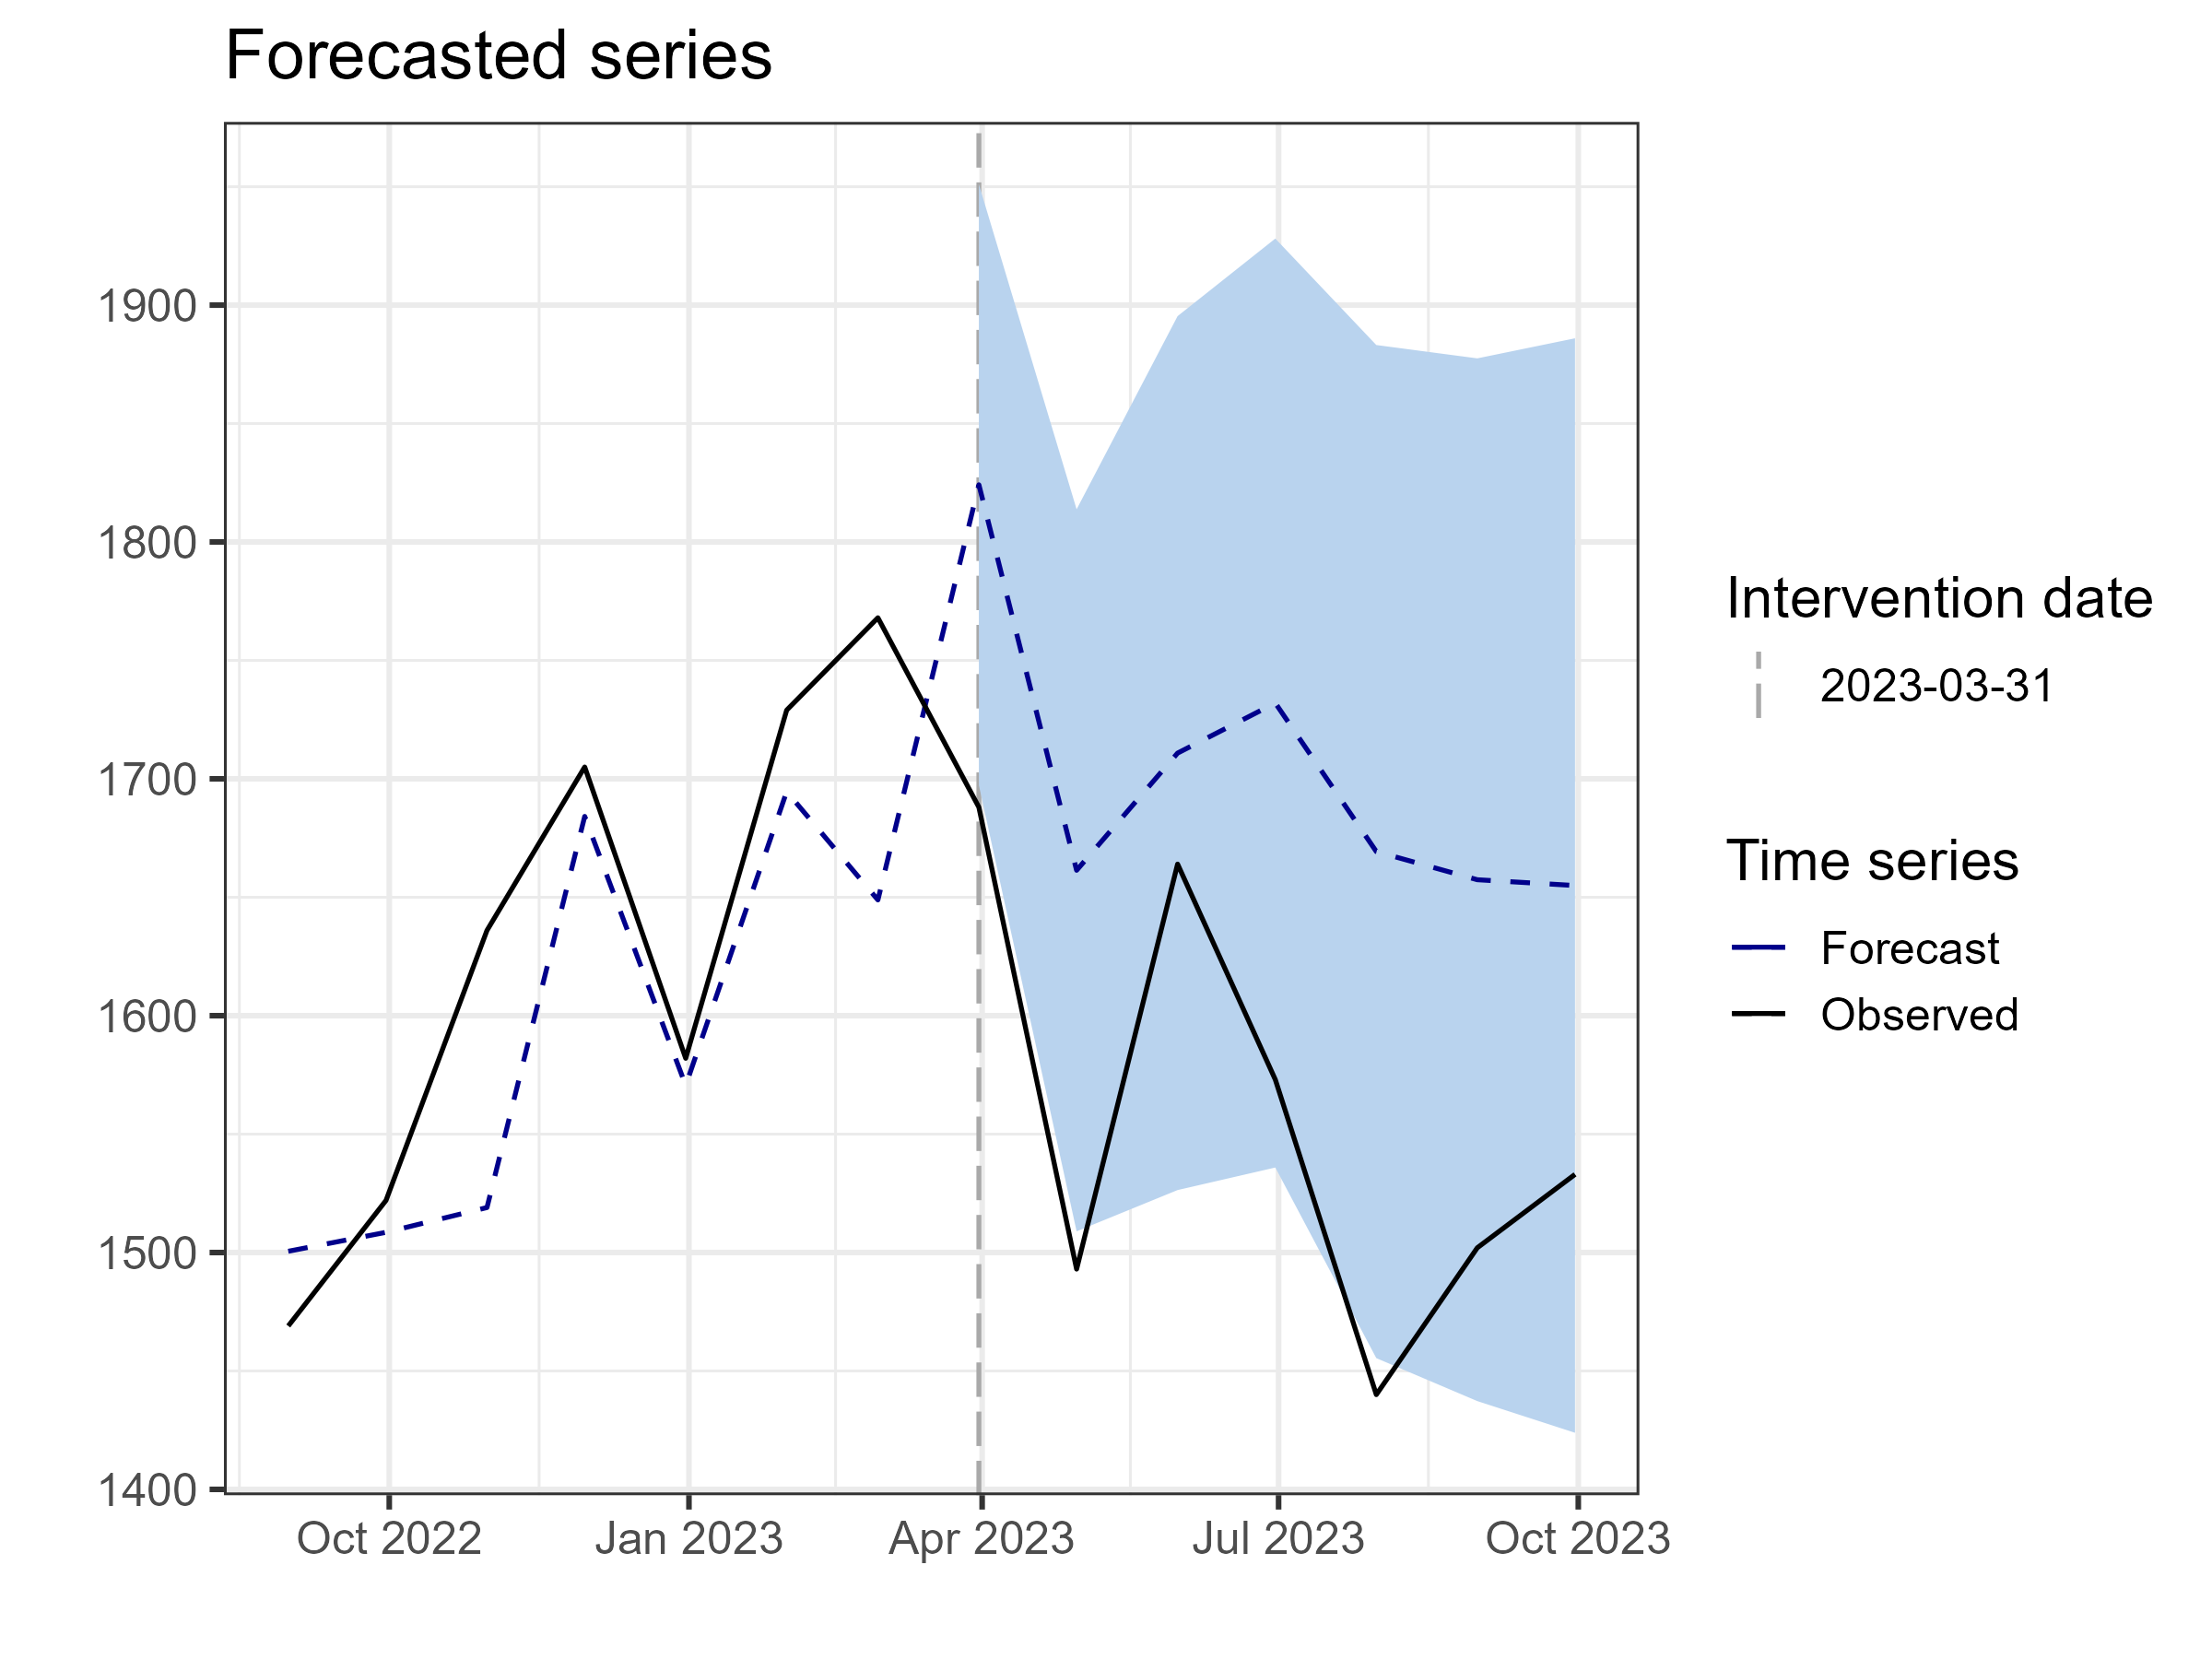 Forecasted series
1900
1800
1700
1600
1500
1400
Oct 2022
Jan 2023
Apr 2023
Jul 2023
Oct 2023
Intervention date
2023-03-31
Time series
Forecast
Observed